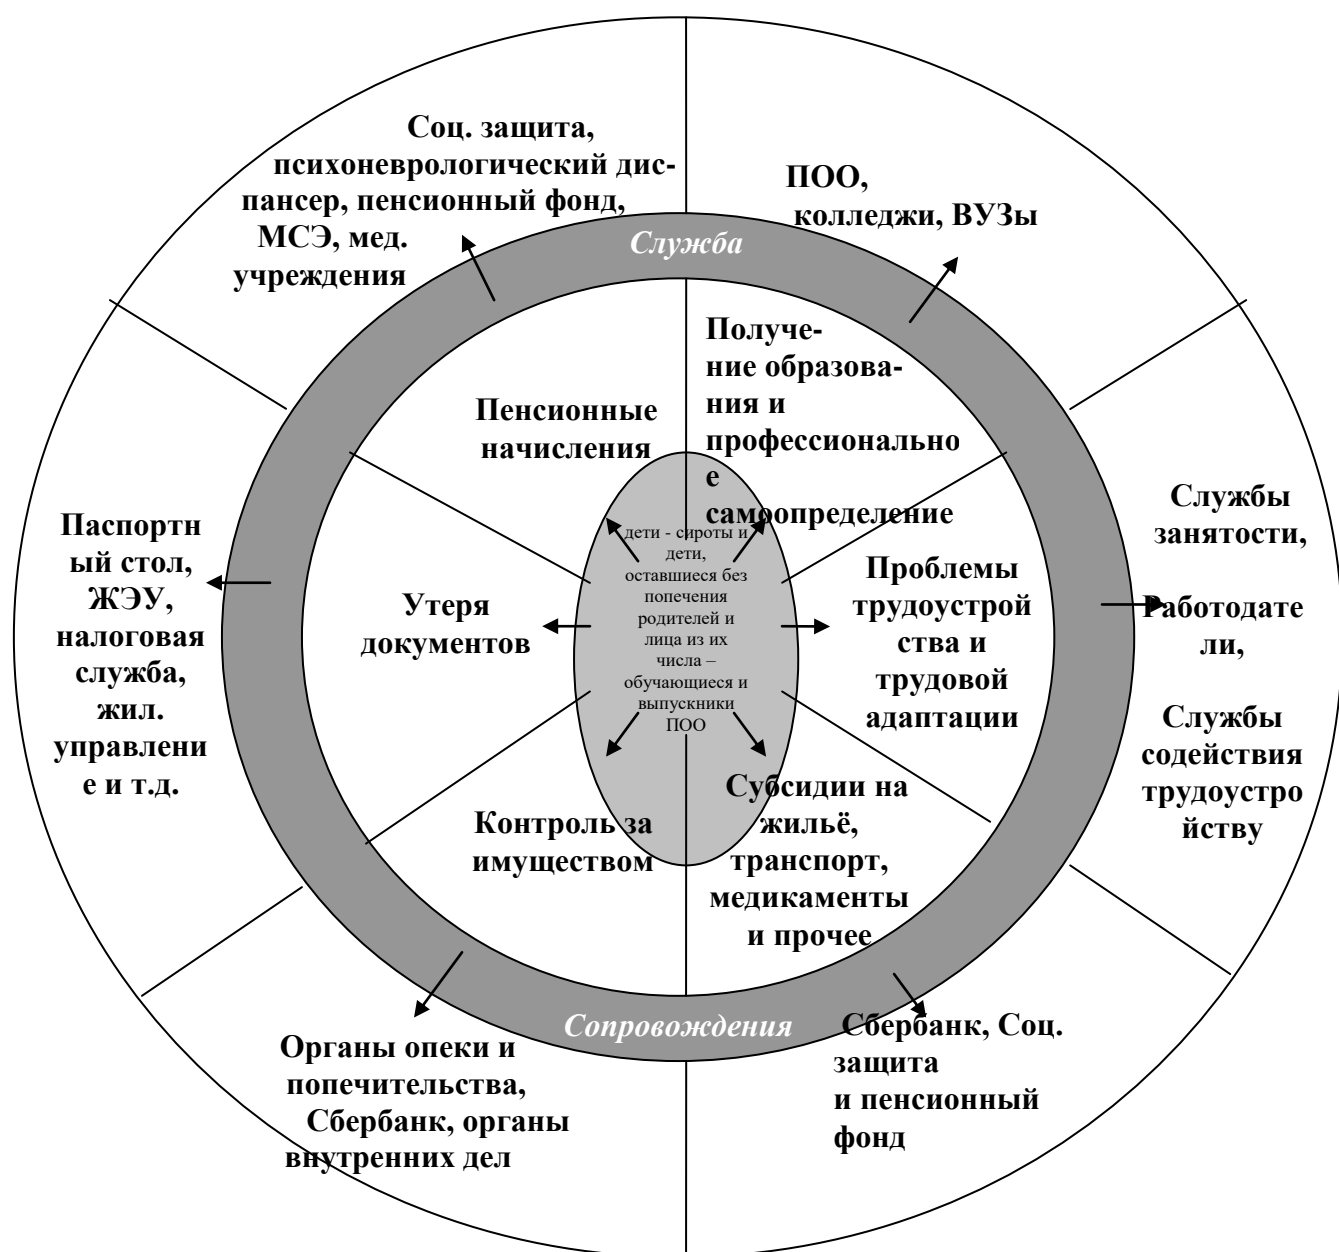 Соц. защита,
психоневрологический дис-
пансер, пенсионный фонд,
МСЭ, мед.
учреждения
ПОО,
колледжи, ВУЗы
Служба
Получе-
ние образова-
ния и
профессионально
е
самоопределение
Пенсионные
начисления
Паспортн
ый стол,
ЖЭУ,
налоговая
служба,
жил.
управлени
е и т.д.
Утеря
документов
дети - сироты и
дети,
оставшиеся без
попечения
родителей и
лица из их
числа –
обучающиеся и
выпускники
ПОО
Проблемы
трудоустрой
ства и
трудовой
адаптации
Службы
занятости,
Работодате
ли,
Службы
содействия
трудоустро
йству
Контроль за
имуществом
Субсидии на
жильё,
транспорт,
медикаменты
и прочее
Сопровождения
Органы опеки и
попечительства,
Сбербанк, органы
внутренних дел
Сбербанк, Соц.
защита
и пенсионный
фонд